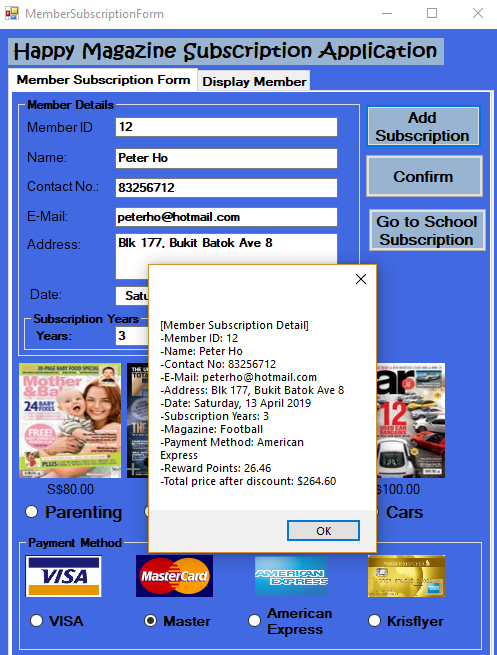 MemberSubscriptionForm
Happy Magazine Subscription Application
Member Subscription Form
Display Member
Member Details
Member ID
12
Name:
Peter Ho
Contact No.:
83256712
E-Mail:
peterho@hotmail.com
Address:
Blk 177, Bukit Batok Ave 8
Date:
Satu
Subscription Years
Years:
3
Add
Subscription
Confirm
Go to School
Subscription
[Member Subscription Detail]
-Member ID: 12
-Name: Peter Ho
-Contact No: 83256712
-E-Mail: peterho@hotmail.com
-Address: Blk 177, Bukit Batok Ave 8
-Date: Saturday, 13 April 2019
-Subscription Years: 3
-Magazine: Football
-Payment Method: American
Express
-Reward Points: 26.46
-Total price after discount: $264.60
OK
Mother
&Ba
24 BABY
FIXES
ar
12
USED CAR
BARGAINS
S$80.00
$100.00
Parenting
Cars
Payment Method
VISA
MasterCard
AMERICAN
EXPRESS
KRISFLYER
VISA
Master
American
Express
Krisflyer